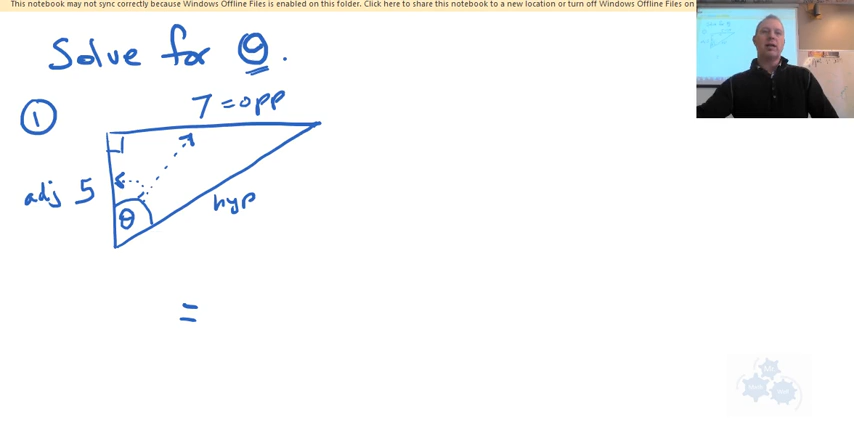 This notebook may not sync correctly because Windows Offline Files is enabled on this folder. Click here to share this notebook to a new location or turn off Windows Offline Files on
Solve for θ.
①
7 = opp
adj 5
θ
hyp
=